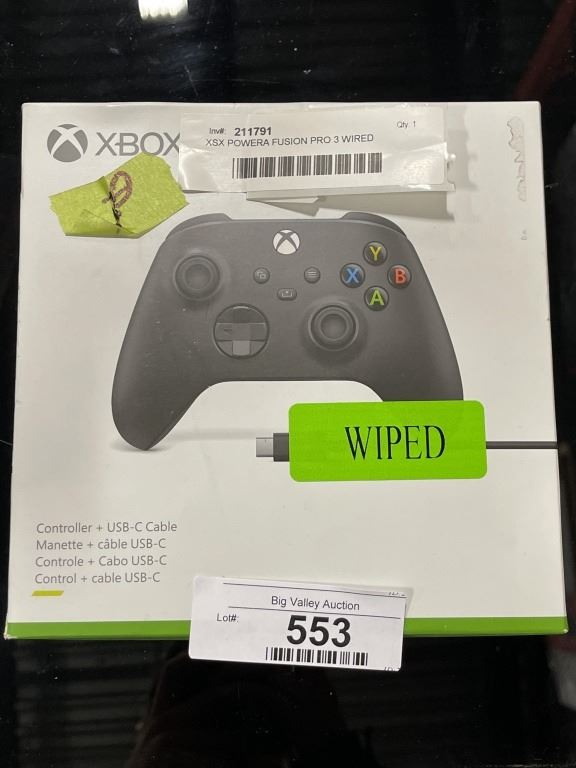 XBOX
Inv#: 211791 Qty. 1
XSX POWERA FUSION PRO 3 WIRED
Y
X B
A
WIPED
Controller + USB-C Cable
Manette + câble USB-C
Controle + Cabo USB-C
Control + cable USB-C
Big Valley Auction
Lot#: 553